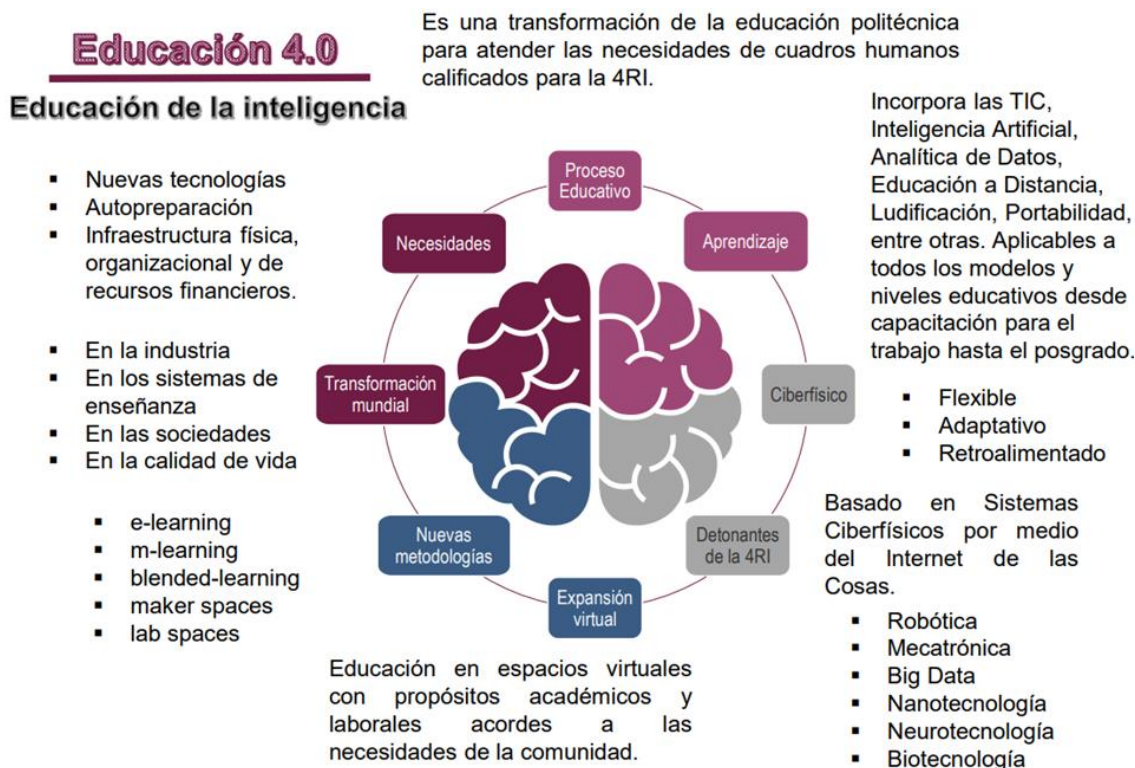 Educación 4.0
Educación de la inteligencia
Es una transformación de la educación politécnica
para atender las necesidades de cuadros humanos
calificados para la 4RI.
▪ Nuevas tecnologías
▪ Autopreparación
▪ Infraestructura física,
organizacional y de
recursos financieros.
▪ En la industria
▪ En los sistemas de
enseñanza
▪ En las sociedades
▪ En la calidad de vida
▪ e-learning
▪ m-learning
▪ blended-learning
▪ maker spaces
▪ lab spaces
Proceso
Educativo
Necesidades
Aprendizaje
Transformación
mundial
Ciberfísico
Nuevas
metodologías
Detonantes
de la 4RI
Expansión
virtual
Incorpora las TIC,
Inteligencia Artificial,
Analítica de Datos,
Educación a Distancia,
Ludificación, Portabilidad,
entre otras. Aplicables a
todos los modelos y
niveles educativos desde
capacitación para el
trabajo hasta el posgrado.
▪ Flexible
▪ Adaptativo
▪ Retroalimentado
Basado en Sistemas
Ciberfísicos por medio
del Internet de las
Cosas.
▪ Robótica
▪ Mecatrónica
▪ Big Data
▪ Nanotecnología
▪ Neurotecnología
▪ Biotecnología
Educación en espacios virtuales
con propósitos académicos y
laborales acordes a las
necesidades de la comunidad.